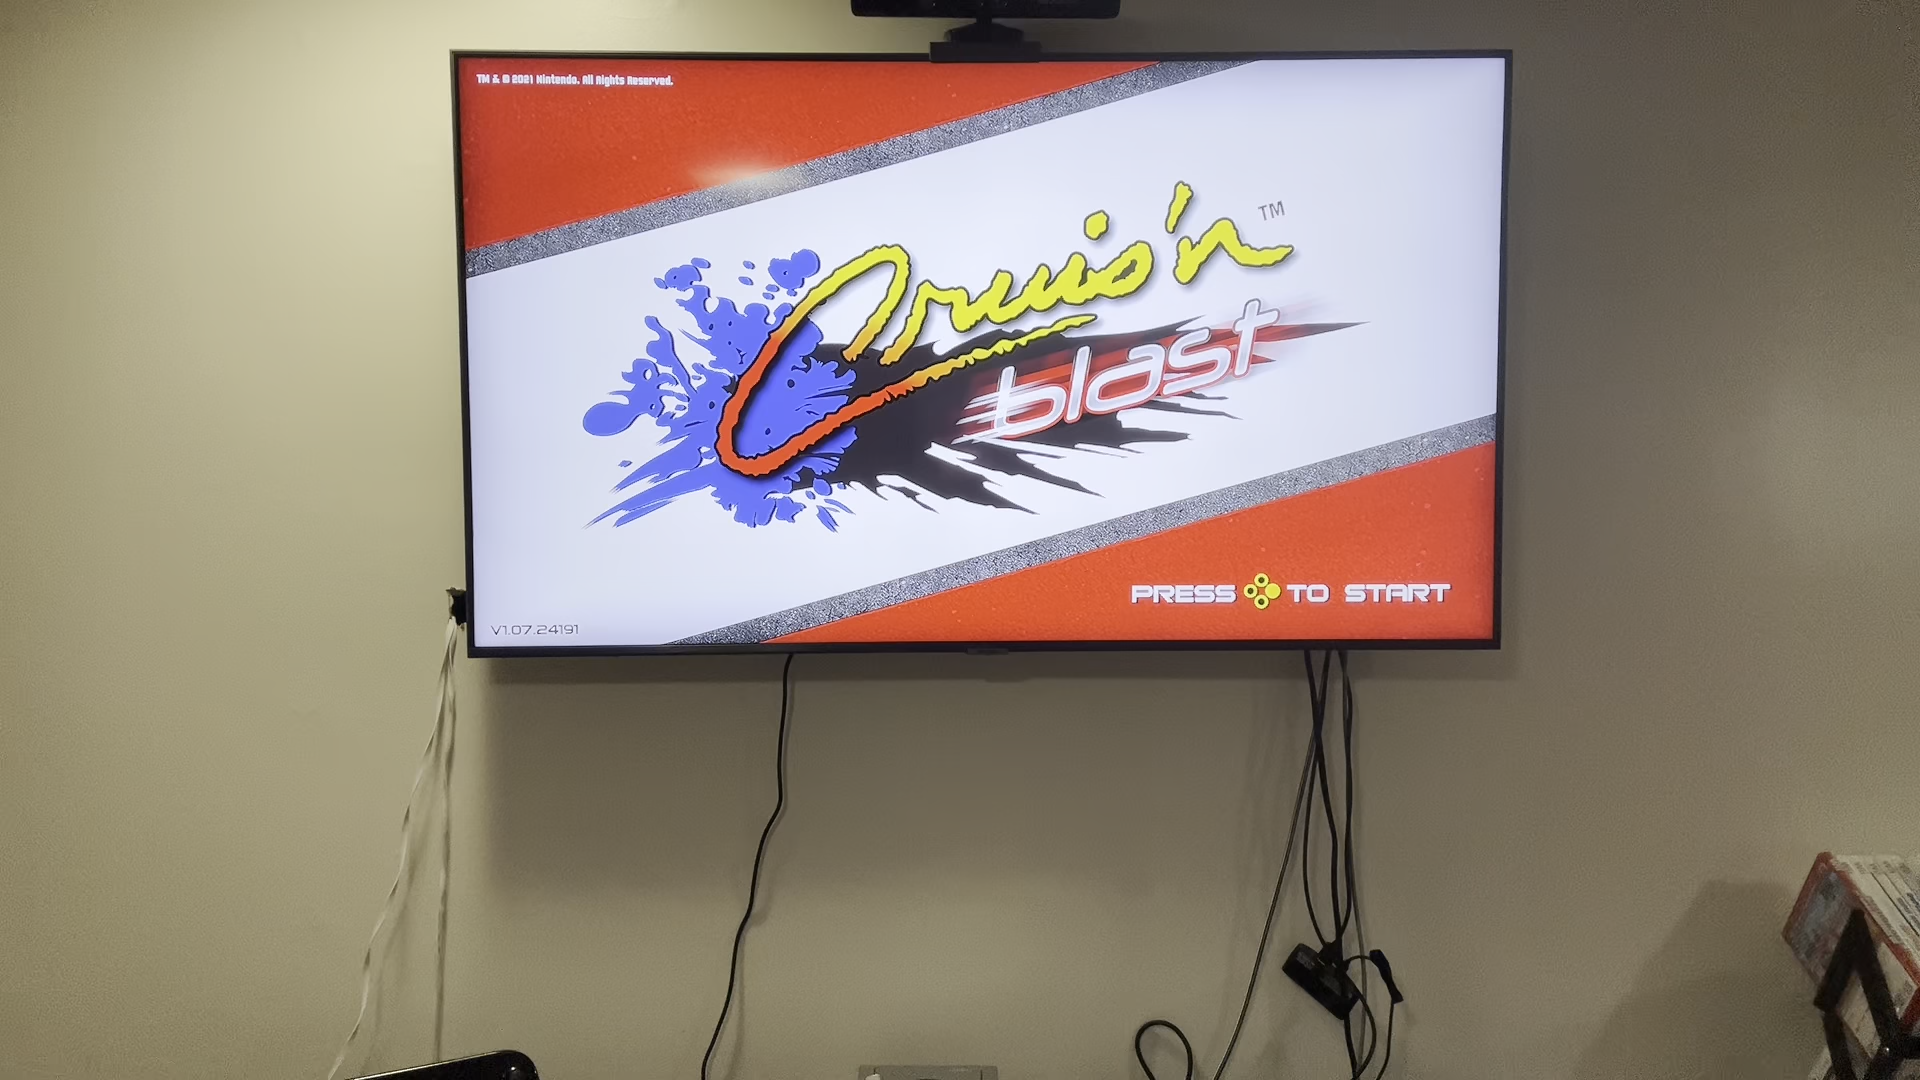 TM & © 2021 Nintendo. All Rights Reserved.
Cruis'n TM
blast
PRESS TO START
V1.07.24191